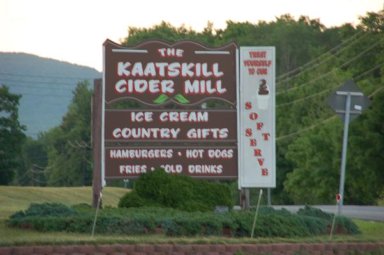 THE
KAATSKILL
CIDER MILL
ICE CREAM
COUNTRY GIFTS
HAMBURGERS • HOT DOGS
FRIES • COLD DRINKS
TREAT
YOURSELF TO
OUR
SOFT
SERVE